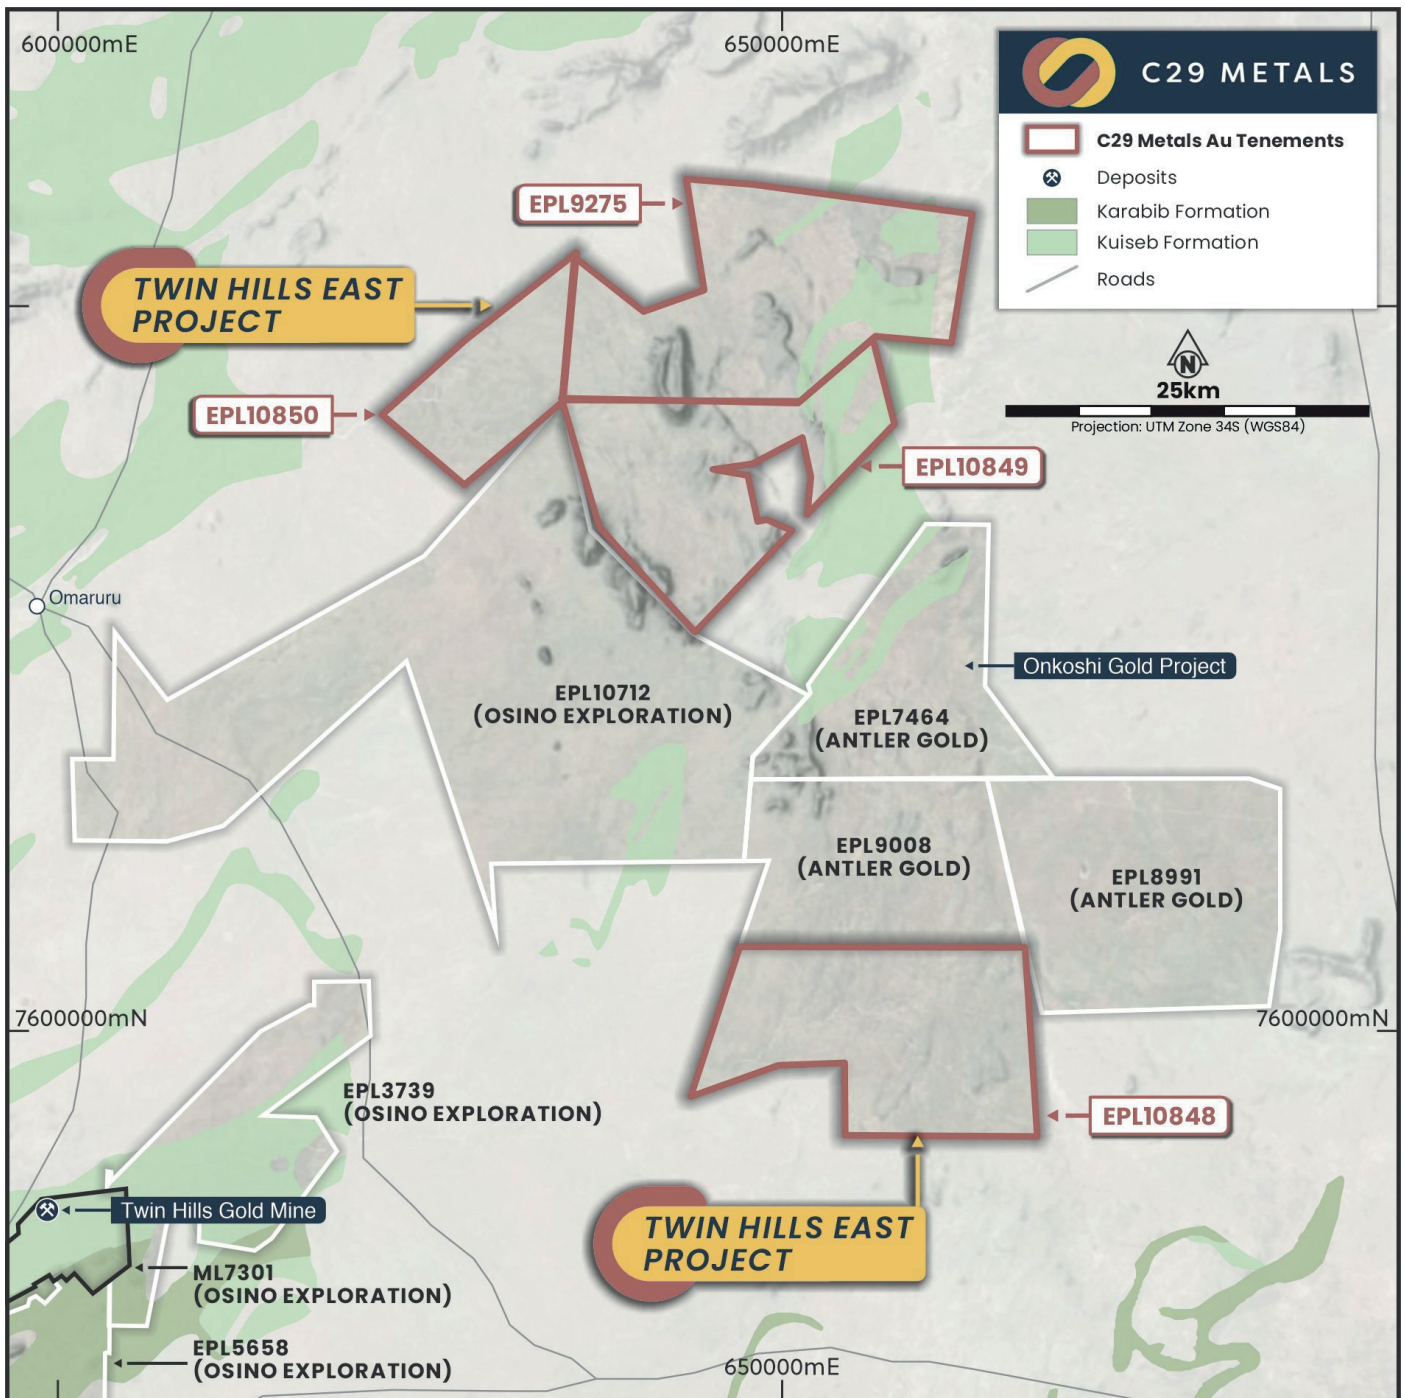 600000mE
650000mE
C29 METALS
C29 Metals Au Tenements
Deposits
Karabib Formation
Kuiseb Formation
Roads
EPL9275
TWIN HILLS EAST
PROJECT
N
25km
Projection: UTM Zone 34S (WGS84)
EPL10850
EPL10849
Omaruru
Onkoshi Gold Project
EPL10712
(OSINO EXPLORATION)
EPL7464
(ANTLER GOLD)
EPL9008
(ANTLER GOLD)
EPL8991
(ANTLER GOLD)
7600000mN
7600000mN
EPL3739
(OSINO EXPLORATION)
EPL10848
Twin Hills Gold Mine
TWIN HILLS EAST
PROJECT
ML7301
(OSINO EXPLORATION)
EPL5658
(OSINO EXPLORATION)
650000mE